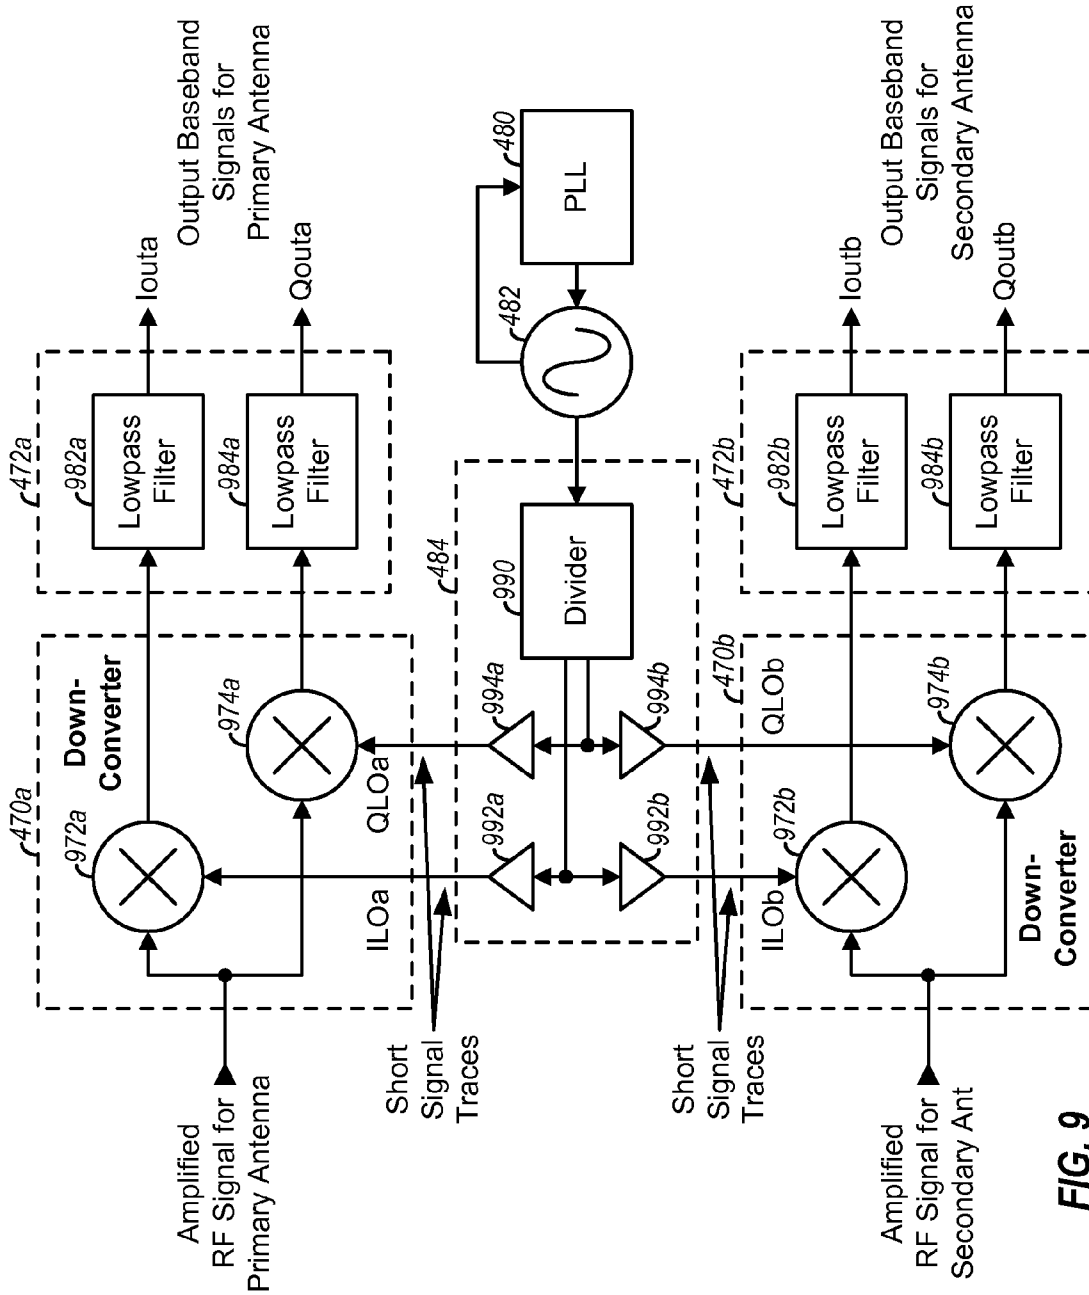 Output Baseband
Signals for
Primary Antenna
Iouta
Qouta
472a
982a
Lowpass
Filter
984a
Lowpass
Filter
470a
Down-
Converter
972a
974a
ILOa
QLOa
Amplified
RF Signal for
Primary Antenna
Short
Signal
Traces
480
PLL
482
484
990
Divider
992a
994a
992b
994b
Short
Signal
Traces
Output Baseband
Signals for
Secondary Antenna
Ioutb
Qoutb
472b
982b
Lowpass
Filter
984b
Lowpass
Filter
470b
QLOb
ILOb
972b
974b
Down-
Converter
Amplified
RF Signal for
Secondary Ant
FIG. 9